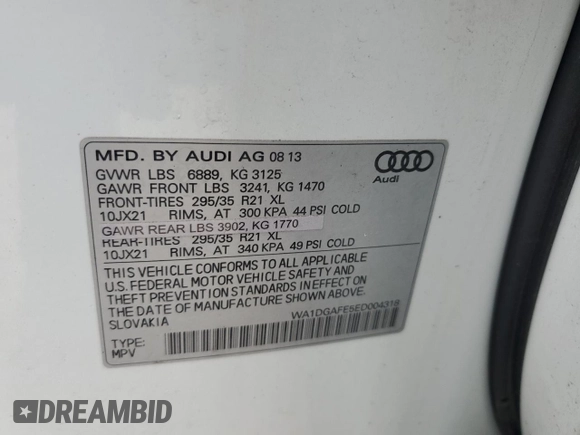 MFD. BY AUDI AG 08 13
GVWR LBS 6889, KG 3125
GAWR FRONT LBS 3241, KG 1470
FRONT-TIRES 295/35 R21 XL
10JX21 RIMS, AT 300 KPA 44 PSI COLD
GAWR REAR LBS 3902, KG 1770
REAR-TIRES 295/35 R21 XL
10JX21 RIMS, AT 340 KPA 49 PSI COLD
THIS VEHICLE CONFORMS TO ALL APPLICABLE
U.S. FEDERAL MOTOR VEHICLE SAFETY AND
THEFT PREVENTION STANDARDS IN EFFECT ON
THE DATE OF MANUFACTURE SHOWN ABOVE
SLOVAKIA
WA1DGAFE5ED004318
TYPE:
MPV
Audi
DREAMBID